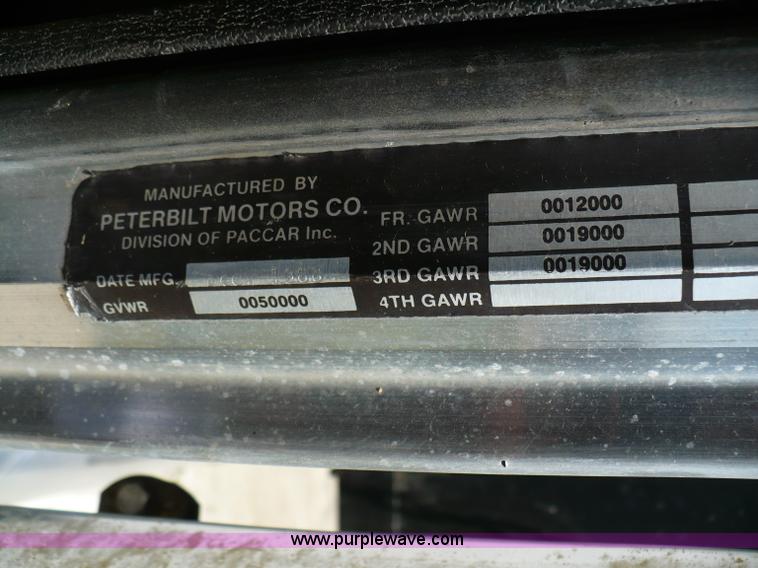 MANUFACTURED BY
PETERBILT MOTORS CO.
DIVISION OF PACCAR Inc.
DATE MFG.
GVWR 0050000
FR. GAWR 0012000
2ND GAWR 0019000
3RD GAWR 0019000
4TH GAWR
www.purplewave.com